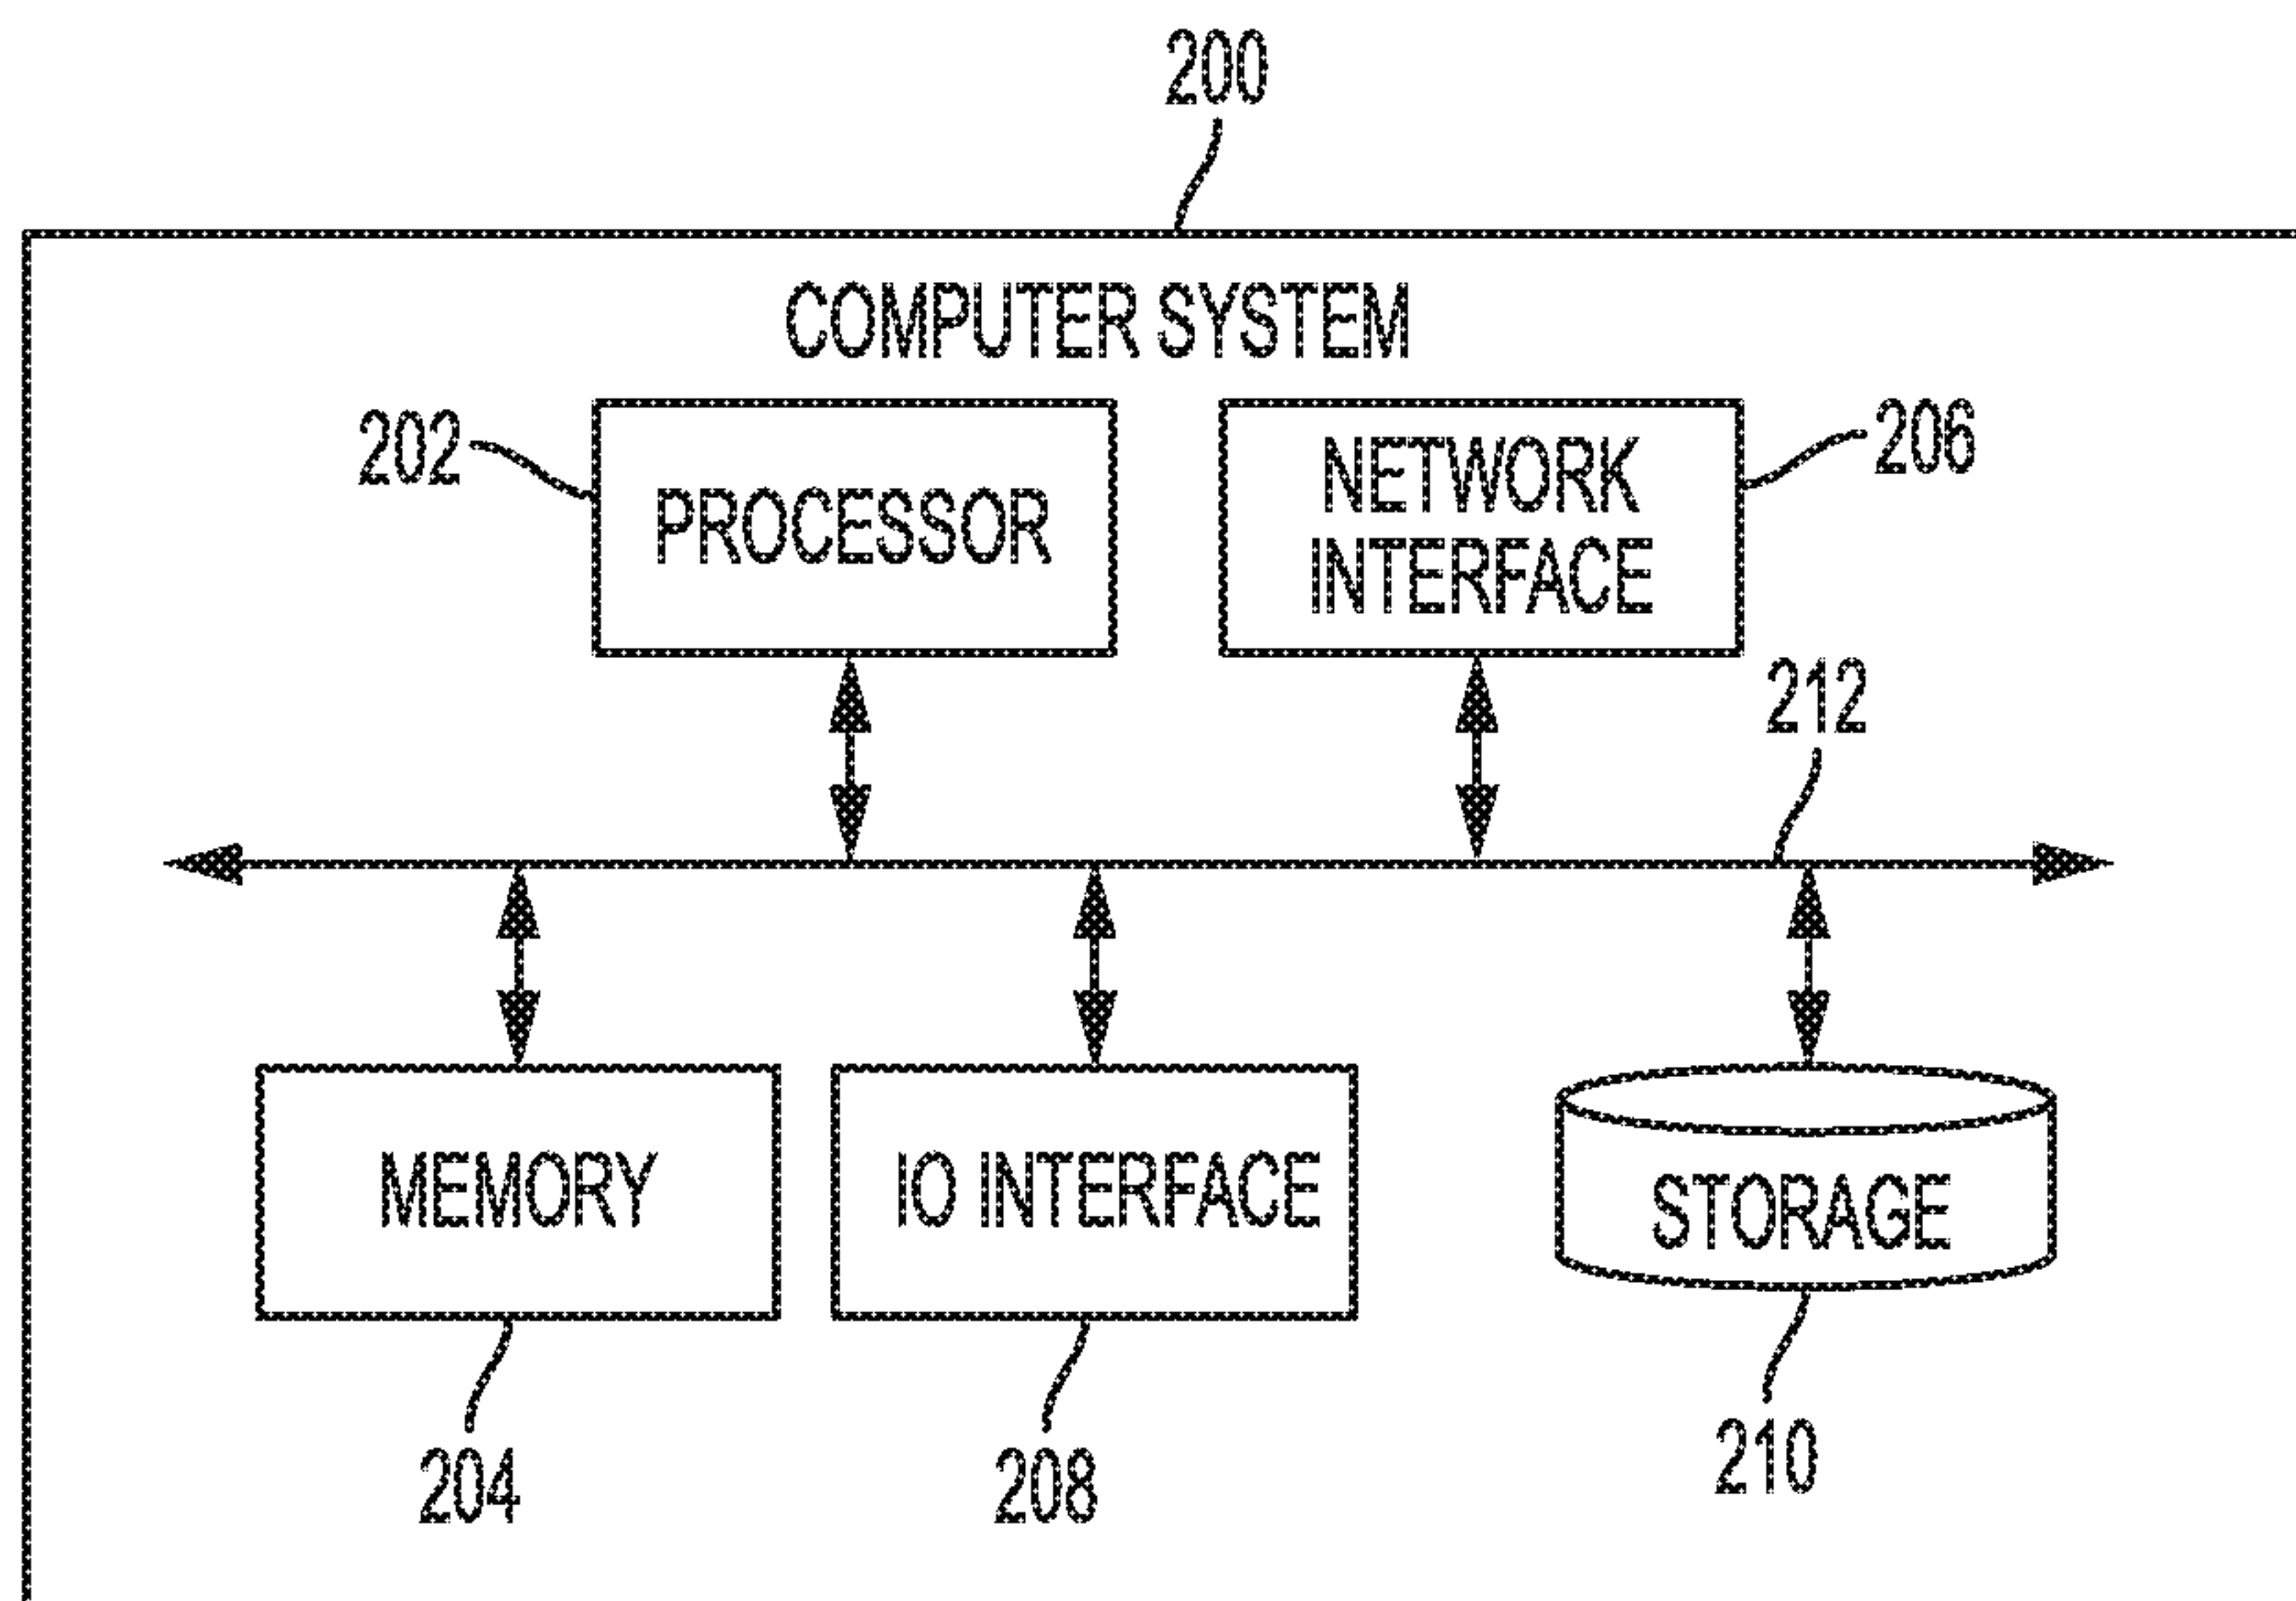 200
COMPUTER SYSTEM
202
PROCESSOR
NETWORK
INTERFACE
206
212
MEMORY
IO INTERFACE
STORAGE
204
208
210